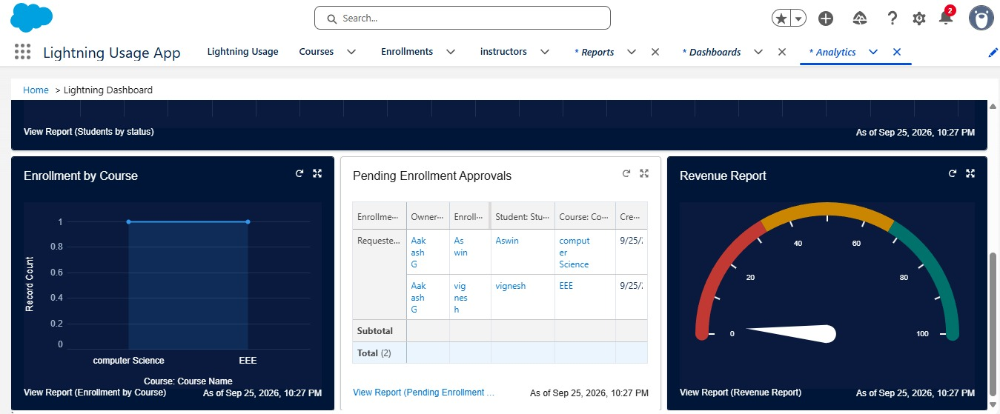 Search...
2
Lightning Usage App
Lightning Usage
Courses
Enrollments
instructors
* Reports
* Dashboards
* Analytics
Home > Lightning Dashboard
View Report (Students by status)
As of Sep 25, 2026, 10:27 PM
Enrollment by Course
1
0.8
0.6
0.4
0.2
0
Record Count
computer Science
EEE
Course: Course Name
View Report (Enrollment by Course)
As of Sep 25, 2026, 10:27 PM
Pending Enrollment Approvals
Enrollme... Owner... Enroll... Student: Stu... Course: Co... Cre...
Requeste...
Aak
ash
G
As
win
Aswin
comput
er
Science
9/25/
Aak
ash
G
vig
nes
h
vignesh
EEE
9/25/
Subtotal
Total (2)
View Report (Pending Enrollment ...
As of Sep 25, 2026, 10:27 PM
Revenue Report
0
20
40
60
80
100
View Report (Revenue Report)
As of Sep 25, 2026, 10:27 PM